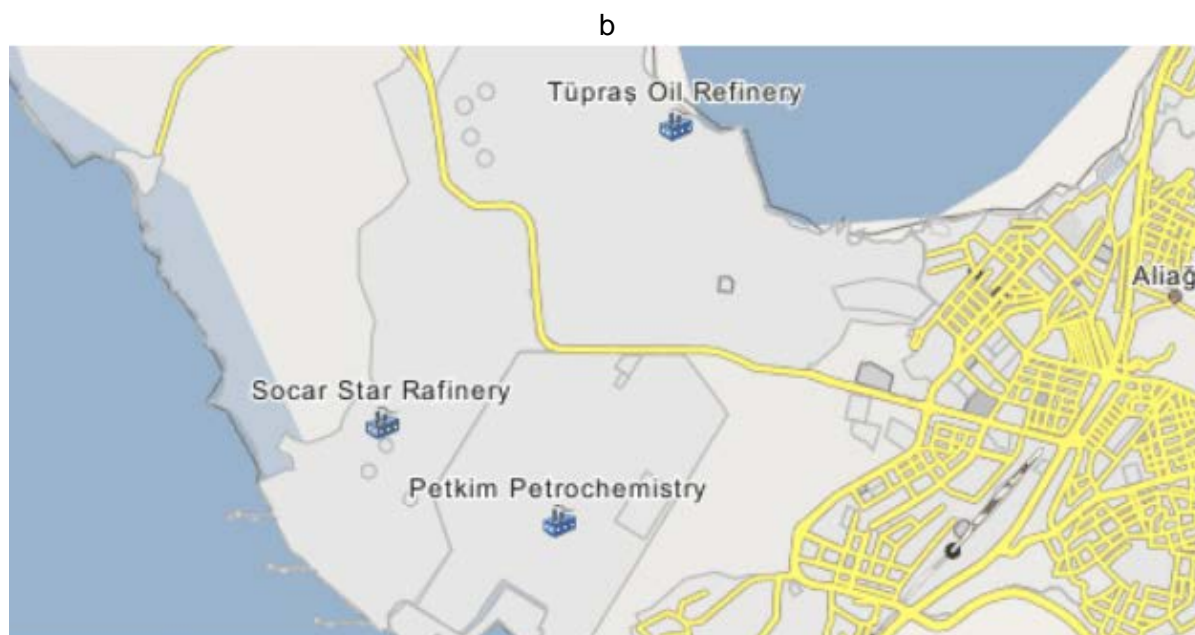 b
Tüpraş Oil Refinery
Aliağ
Socar Star Rafinery
Petkim Petrochemistry